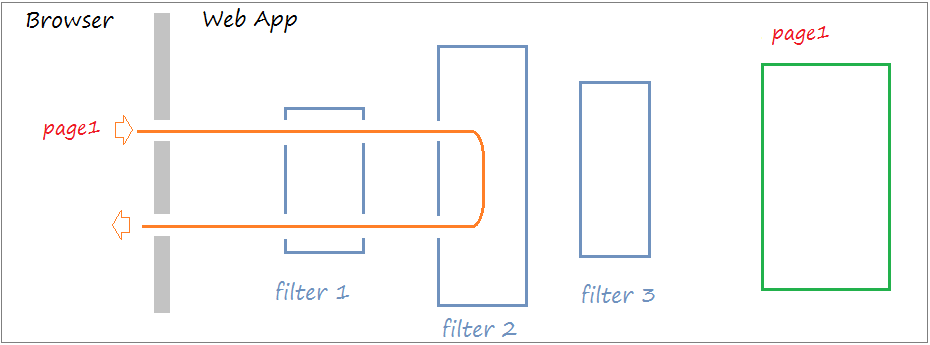 Browser
Web App
page1
page1
filter 1
filter 2
filter 3